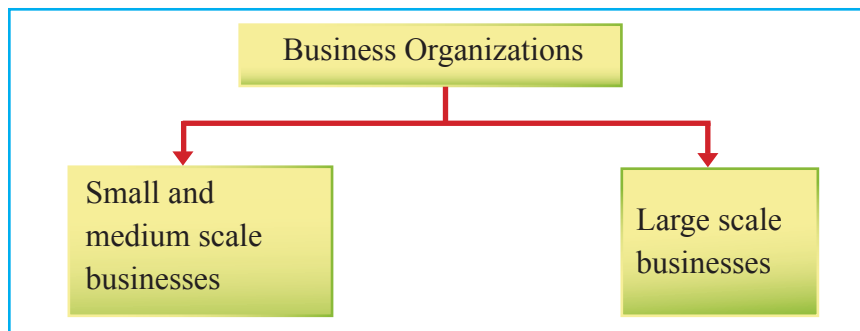 Business Organizations
Small and
medium scale
businesses
Large scale
businesses